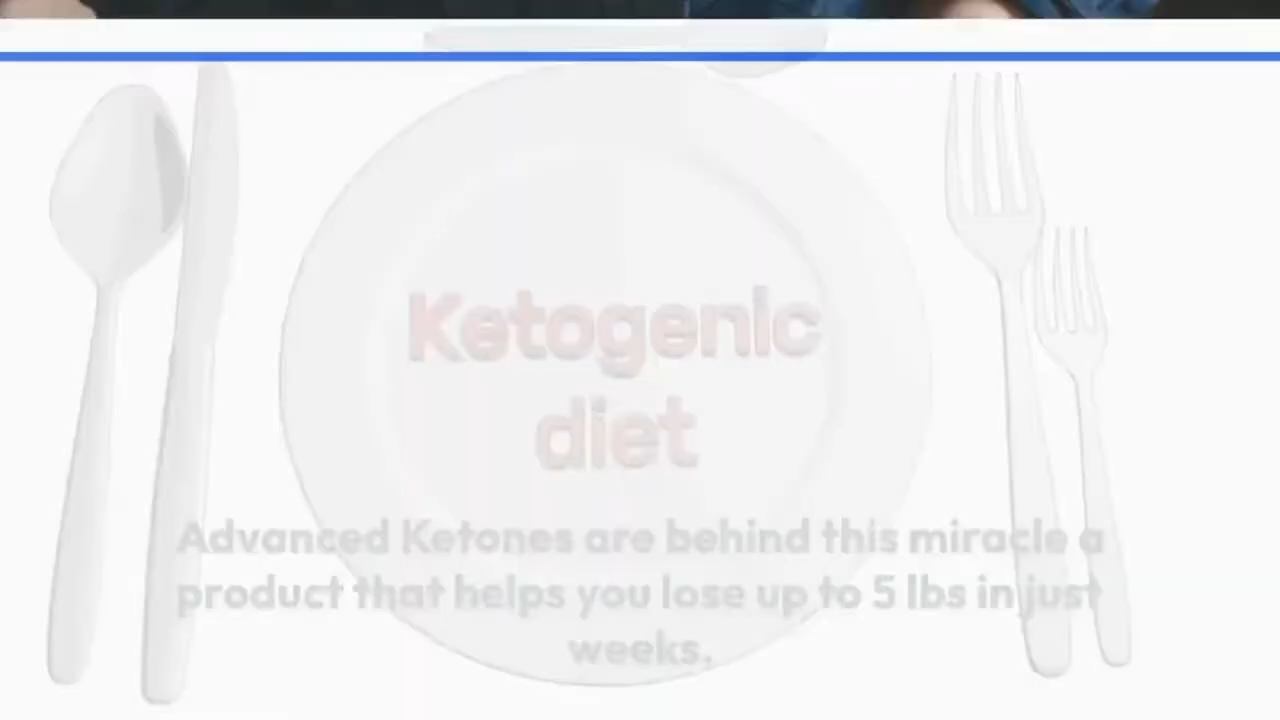 Ketogenic
diet
Advanced Ketones are behind this miracle a
product that helps you lose up to 5 lbs in just
weeks.